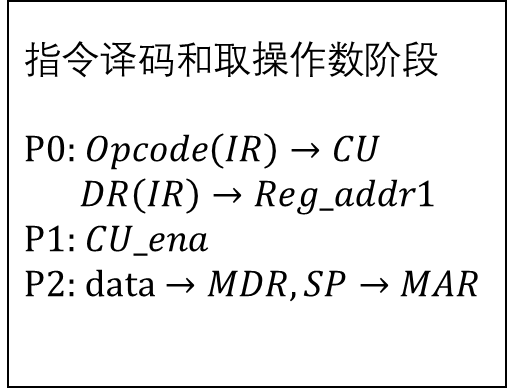 指令译码和取操作数阶段
P0: Opcode(IR) → CU
DR(IR) → Reg_addr1
P1: CU_ena
P2: data → MDR, SP → MAR